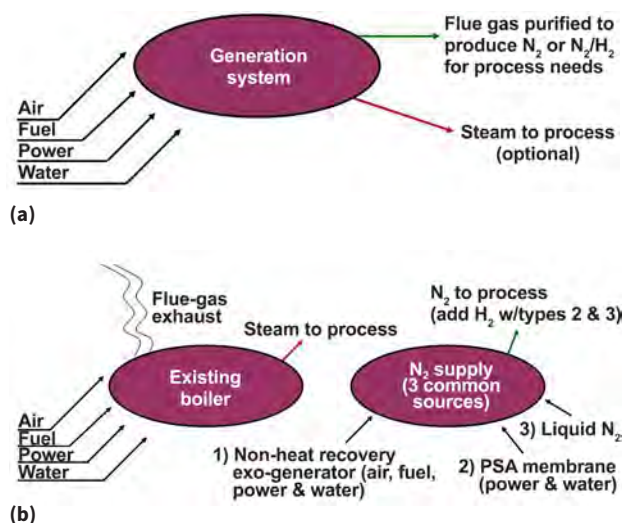 Generation
system
Flue gas purified to
produce N₂ or N₂/H₂
for process needs
Air
Fuel
Power
Water
Steam to process
(optional)
(a)
Flue-gas
exhaust
Steam to process
Existing
boiler
Air
Fuel
Power
Water
N₂ to process
(add H₂ w/types 2 & 3)
N₂ supply
(3 common
sources)
1) Non-heat recovery
exo-generator (air, fuel,
power & water)
3) Liquid N₂
2) PSA membrane
(power & water)
(b)